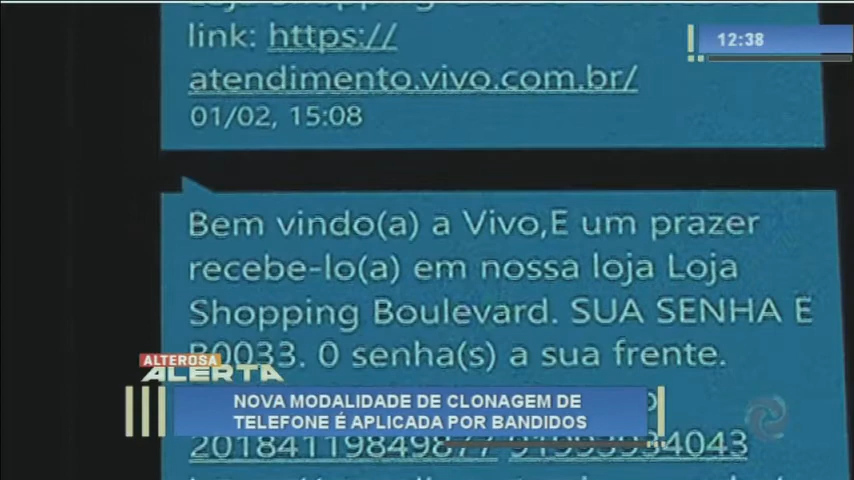 link: https://
atendimento.vivo.com.br/
01/02, 15:08
12:38
Bem vindo(a) a Vivo,E um prazer
recebe-lo(a) em nossa loja Loja
Shopping Boulevard. SUA SENHA E
B0033. 0 senha(s) a sua frente.
ALTEROSA
ALERTA
NOVA MODALIDADE DE CLONAGEM DE
TELEFONE É APLICADA POR BANDIDOS